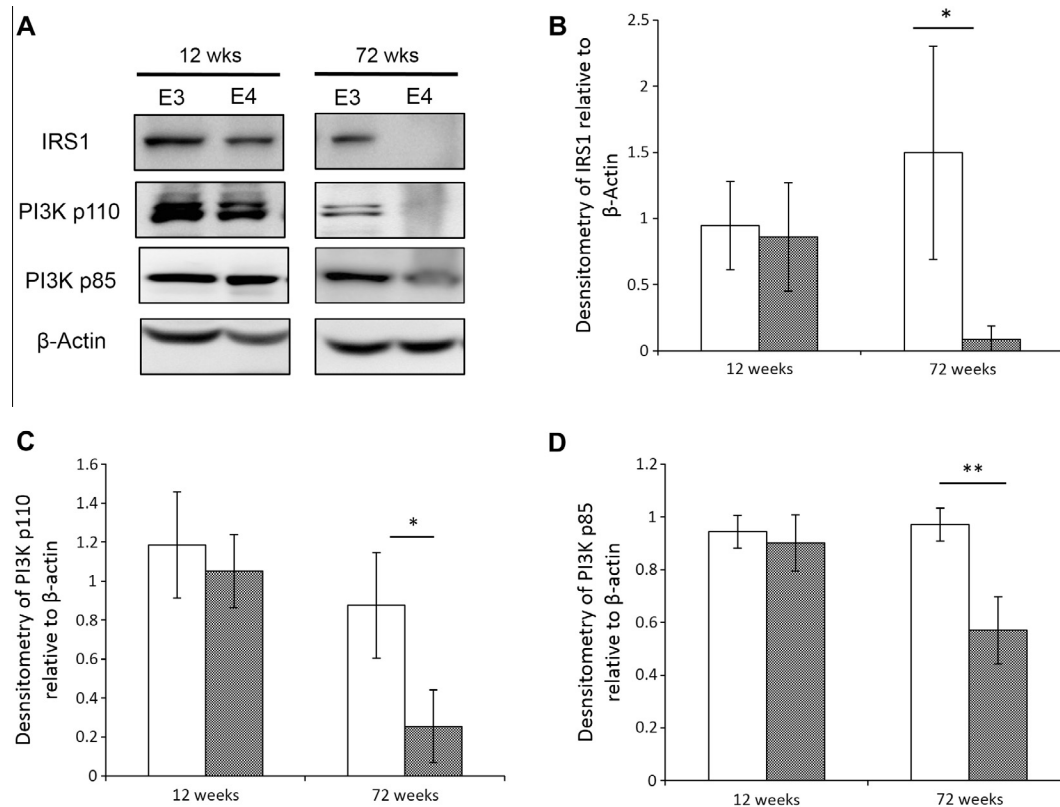 A
12 wks
72 wks
E3 E4
E3 E4
IRS1
PI3K p110
PI3K p85
β-Actin
B
Desnsitometry of IRS1 relative to
β-Actin
2.5
2
1.5
1
0.5
0
*
12 weeks
72 weeks
C
Desnsitometry of PI3K p110
relative to β-actin
1.6
1.4
1.2
1
0.8
0.6
0.4
0.2
0
*
12 weeks
72 weeks
D
Desnsitometry of PI3K p85
relative to β-actin
1.2
1
0.8
0.6
0.4
0.2
0
**
12 weeks
72 weeks